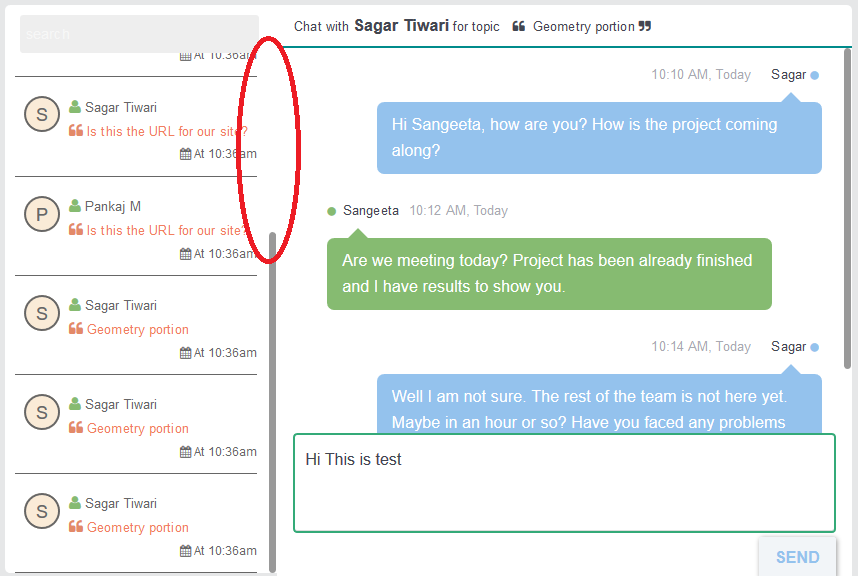 search
Chat with Sagar Tiwari for topic “ Geometry portion ”
At 10:36am
Sagar Tiwari
“ Is this the URL for our site?
At 10:36am
Pankaj M
“ Is this the URL for our site?
At 10:36am
Sagar Tiwari
“ Geometry portion
At 10:36am
Sagar Tiwari
“ Geometry portion
At 10:36am
Sagar Tiwari
“ Geometry portion
At 10:36am
S
P
S
S
S
10:10 AM, Today Sagar
Hi Sangeeta, how are you? How is the project coming
along?
Sangeeta 10:12 AM, Today
Are we meeting today? Project has been already finished
and I have results to show you.
10:14 AM, Today Sagar
Well I am not sure. The rest of the team is not here yet.
Maybe in an hour or so? Have you faced any problems
Hi This is test
SEND